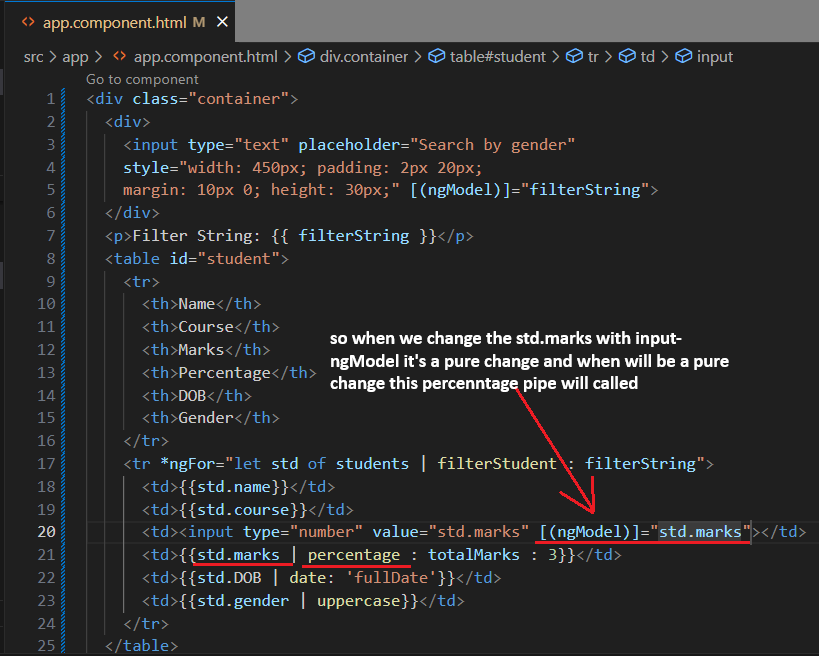 <> app.component.html M ×
src > app > <> app.component.html > div.container > table#student > tr > td > input
Go to component
1 <div class="container">
2 <div>
3 <input type="text" placeholder="Search by gender"
4 style="width: 450px; padding: 2px 20px;
5 margin: 10px 0; height: 30px;" [(ngModel)]="filterString">
6 </div>
7 <p>Filter String: {{ filterString }}</p>
8 <table id="student">
9 <tr>
10 <th>Name</th>
11 <th>Course</th>
12 <th>Marks</th>
13 <th>Percentage</th>
14 <th>DOB</th>
15 <th>Gender</th>
16 </tr>
so when we change the std.marks with input-
ngModel it's a pure change and when will be a pure
change this percenntage pipe will called
17 <tr *ngFor="let std of students | filterStudent : filterString">
18 <td>{{std.name}}</td>
19 <td>{{std.course}}</td>
20 <td><input type="number" value="std.marks" [(ngModel)]="std.marks"></td>
21 <td>{{std.marks | percentage : totalMarks : 3}}</td>
22 <td>{{std.DOB | date: 'fullDate'}}</td>
23 <td>{{std.gender | uppercase}}</td>
24 </tr>
25 </table>